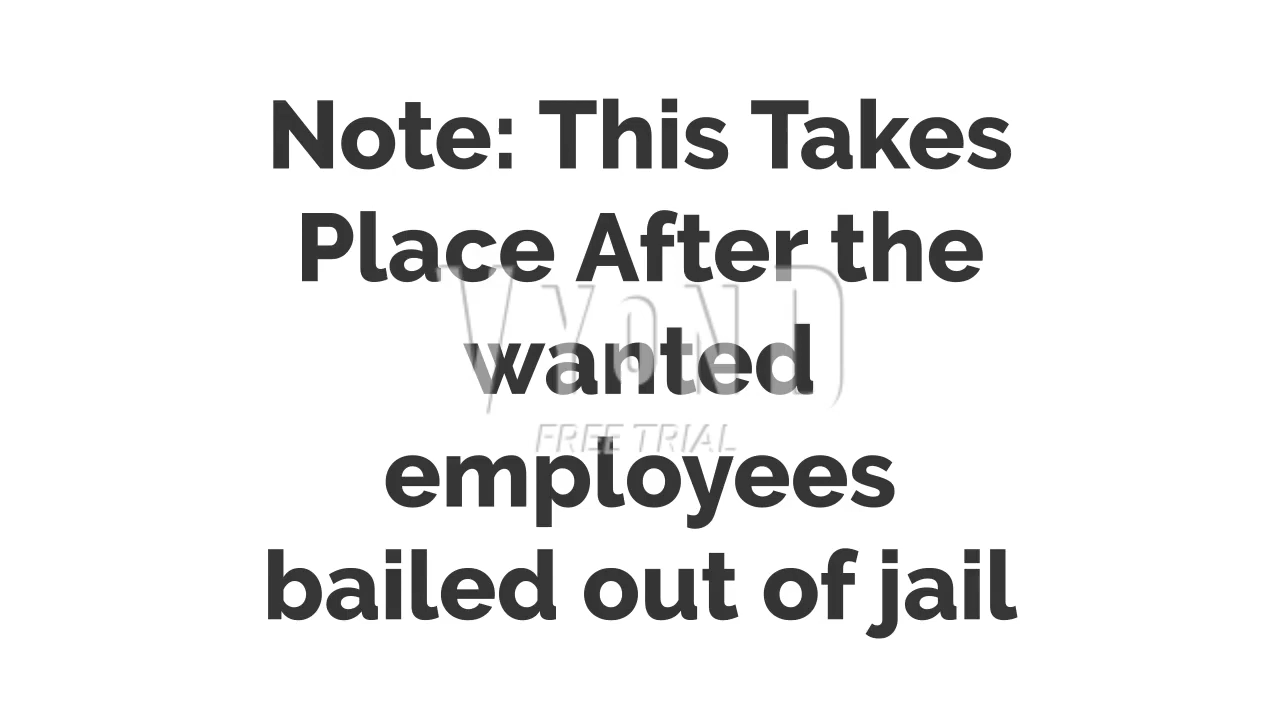 Note: This Takes
Place After the
wanted
employees
bailed out of jail
VYOND
FREE TRIAL